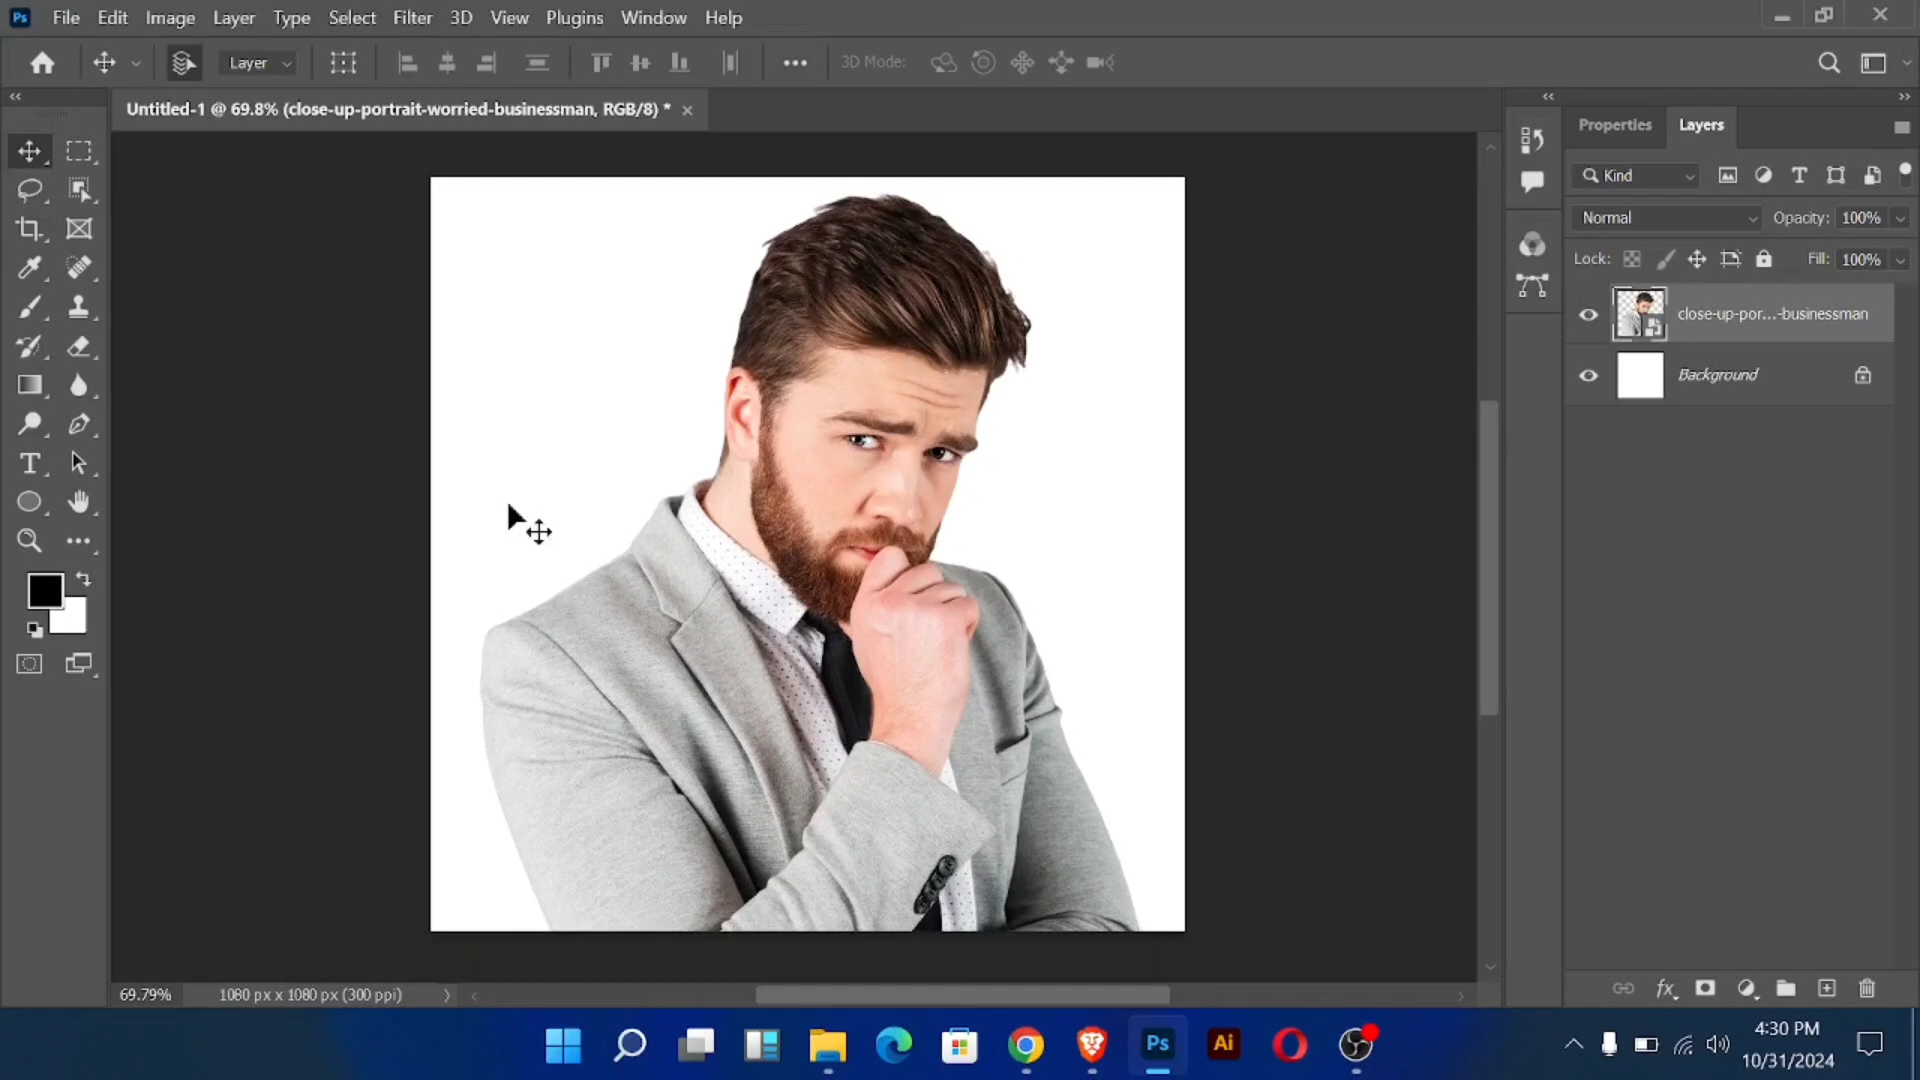 Ps File Edit Image Layer Type Select Filter 3D View Plugins Window Help
Layer 3D Mode:
Untitled-1 @ 69.8% (close-up-portrait-worried-businessman, RGB/8) *
Properties Layers
Kind
Normal Opacity: 100%
Lock: Fill: 100%
close-up-por...-businessman
Background
69.79% 1080 px x 1080 px (300 ppi)
Ps Ai 4:30 PM
10/31/2024